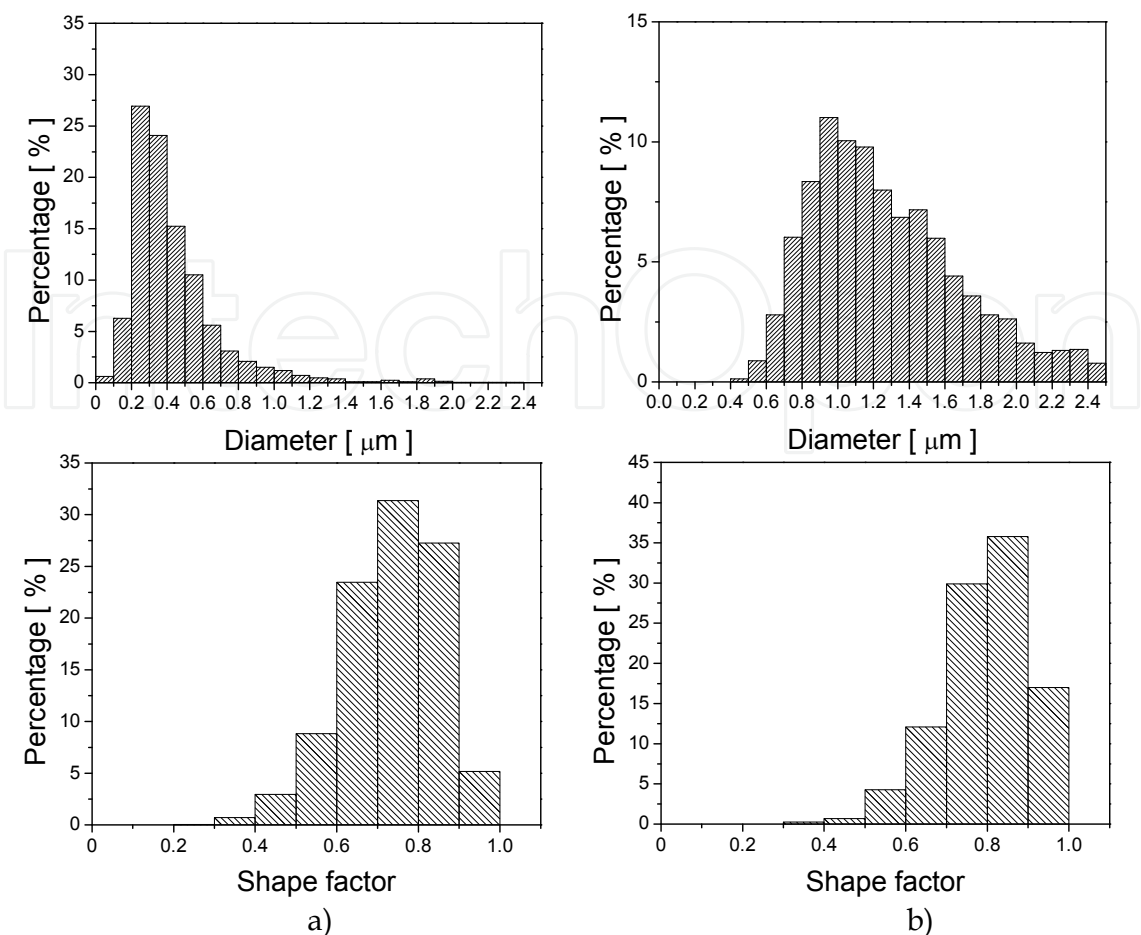 35
30
25
20
15
10
5
0
Percentage [ % ]
0 0.2 0.4 0.6 0.8 1.0 1.2 1.4 1.6 1.8 2.0 2.2 2.4
Diameter [ μm ]
15
10
5
0
Percentage [ % ]
0.0 0.2 0.4 0.6 0.8 1.0 1.2 1.4 1.6 1.8 2.0 2.2 2.4
Diameter [ μm ]
IntechOpen
35
30
25
20
15
10
5
0
Percentage [ % ]
0 0.2 0.4 0.6 0.8 1.0
Shape factor
a)
45
40
35
30
25
20
15
10
5
0
Percentage [ % ]
0 0.2 0.4 0.6 0.8 1.0
Shape factor
b)